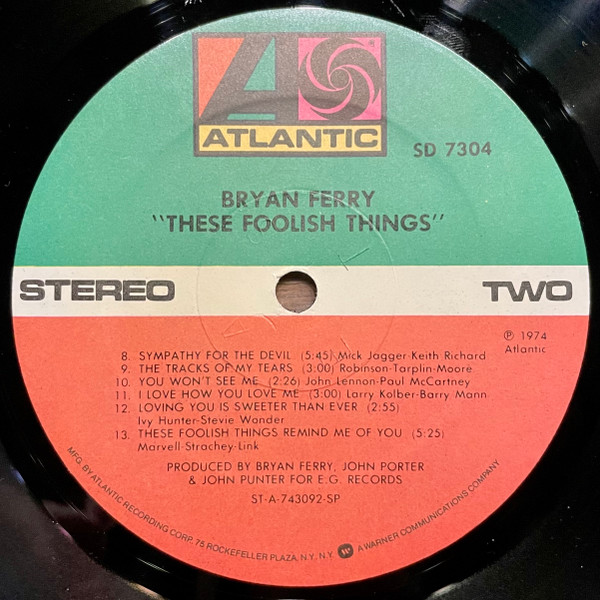 ATLANTIC
SD 7304
BRYAN FERRY
"THESE FOOLISH THINGS"
STEREO
TWO
℗ 1974
Atlantic
8. SYMPATHY FOR THE DEVIL (5:45) Mick Jagger-Keith Richard
9. THE TRACKS OF MY TEARS (3:00) Robinson-Tarplin-Moore
10. YOU WON'T SEE ME (2:26) John Lennon-Paul McCartney
11. I LOVE HOW YOU LOVE ME (3:00) Larry Kolber-Barry Mann
12. LOVING YOU IS SWEETER THAN EVER (2:55)
Ivy Hunter-Stevie Wander
13. THESE FOOLISH THINGS REMIND ME OF YOU (5:25)
Marvell-Strachey-Link
PRODUCED BY BRYAN FERRY, JOHN PORTER
& JOHN PUNTER FOR E.G. RECORDS
ST-A-743092-SP
MFG. BY ATLANTIC RECORDING CORP. 75 ROCKEFELLER PLAZA, N.Y. N.Y. A WARNER COMMUNICATIONS COMPANY